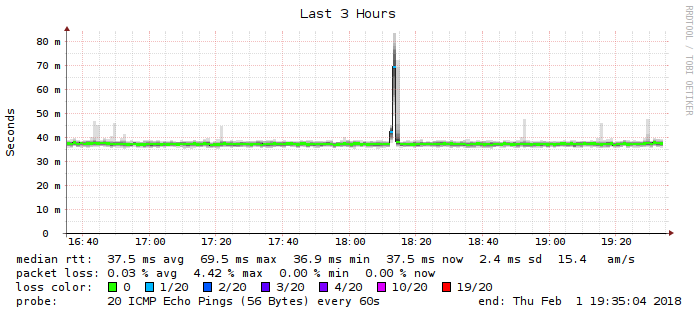 Last 3 Hours
RRDTOOL / TOBI OETIKER
Seconds
80 m
70 m
60 m
50 m
40 m
30 m
20 m
10 m
0
16:40 17:00 17:20 17:40 18:00 18:20 18:40 19:00 19:20
median rtt: 37.5 ms avg 69.5 ms max 36.9 ms min 37.5 ms now 2.4 ms sd 15.4 am/s
packet loss: 0.03 % avg 4.42 % max 0.00 % min 0.00 % now
loss color: 0 1/20 2/20 3/20 4/20 10/20 19/20
probe: 20 ICMP Echo Pings (56 Bytes) every 60s end: Thu Feb 1 19:35:04 2018